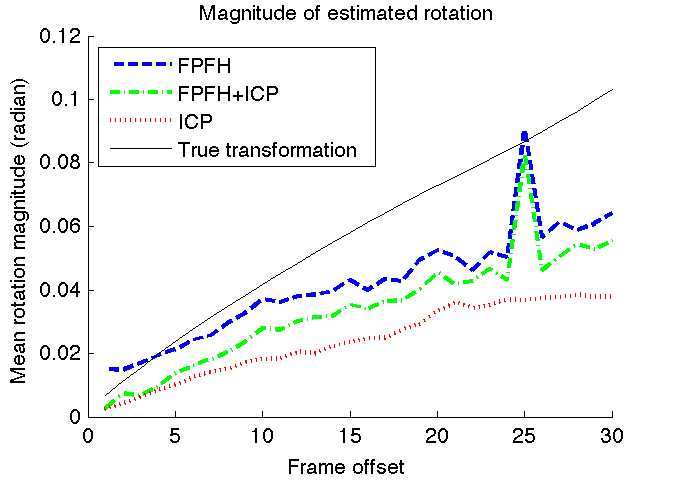 Magnitude of estimated rotation
0.12
0.1
0.08
0.06
0.04
0.02
0
Mean rotation magnitude (radian)
FPFH
FPFH+ICP
ICP
True transformation
0 5 10 15 20 25 30
Frame offset